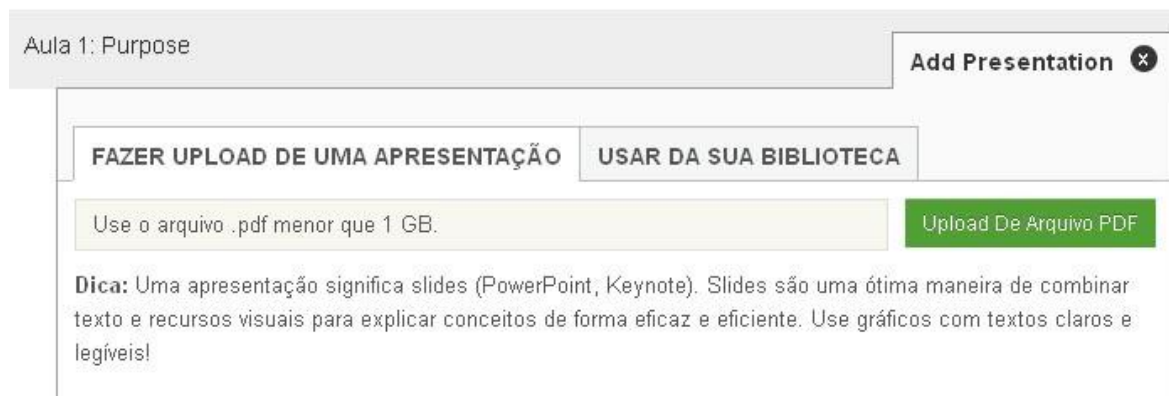 Aula 1: Purpose
Add Presentation
FAZER UPLOAD DE UMA APRESENTAÇÃO
USAR DA SUA BIBLIOTECA
Use o arquivo .pdf menor que 1 GB.
Upload De Arquivo PDF
Dica: Uma apresentação significa slides (PowerPoint, Keynote). Slides são uma ótima maneira de combinar
texto e recursos visuais para explicar conceitos de forma eficaz e eficiente. Use gráficos com textos claros e
legíveis!